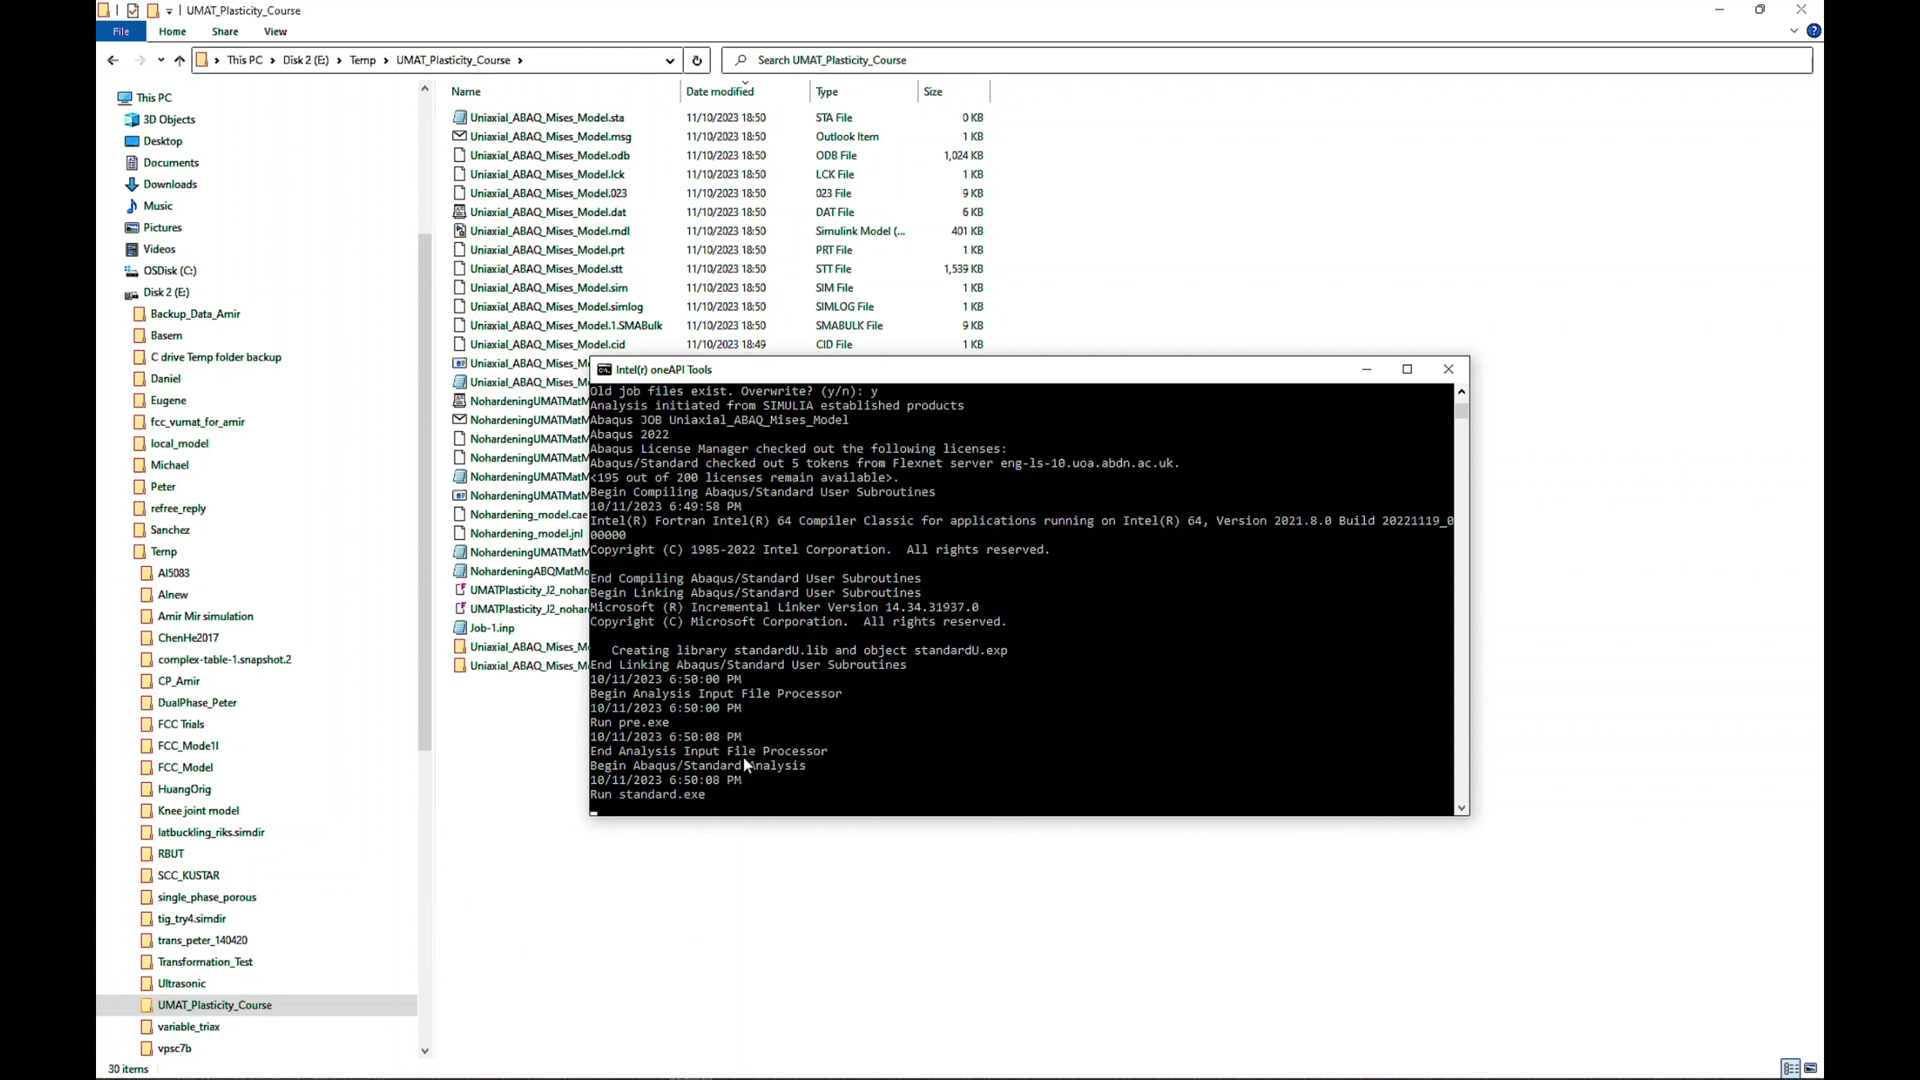 UMAT_Plasticity_Course
File Home Share View
This PC > Disk 2 (E:) > Temp > UMAT_Plasticity_Course >
Search UMAT_Plasticity_Course
This PC
3D Objects
Desktop
Documents
Downloads
Music
Pictures
Videos
OSDisk (C:)
Disk 2 (E:)
Backup_Data_Amir
Basem
C drive Temp folder backup
Daniel
Eugene
fcc_vumat_for_amir
local_model
Michael
Peter
refree_reply
Sanchez
Temp
Al5083
Alnew
Amir Mir simulation
ChenHe2017
complex-table-1.snapshot.2
CP_Amir
DualPhase_Peter
FCC Trials
FCC_Mode1l
FCC_Model
HuangOrig
Knee joint model
latbuckling_riks.simdir
RBUT
SCC_KUSTAR
single_phase_porous
tig_try4.simdir
trans_peter_140420
Transformation_Test
Ultrasonic
UMAT_Plasticity_Course
variable_triax
vpsc7b
30 items
Name Date modified Type Size
Uniaxial_ABAQ_Mises_Model.sta 11/10/2023 18:50 STA File 0 KB
Uniaxial_ABAQ_Mises_Model.msg 11/10/2023 18:50 Outlook Item 1 KB
Uniaxial_ABAQ_Mises_Model.odb 11/10/2023 18:50 ODB File 1,024 KB
Uniaxial_ABAQ_Mises_Model.lck 11/10/2023 18:50 LCK File 1 KB
Uniaxial_ABAQ_Mises_Model.023 11/10/2023 18:50 023 File 9 KB
Uniaxial_ABAQ_Mises_Model.dat 11/10/2023 18:50 DAT File 6 KB
Uniaxial_ABAQ_Mises_Model.mdl 11/10/2023 18:50 Simulink Model (... 401 KB
Uniaxial_ABAQ_Mises_Model.prt 11/10/2023 18:50 PRT File 1 KB
Uniaxial_ABAQ_Mises_Model.stt 11/10/2023 18:50 STT File 1,539 KB
Uniaxial_ABAQ_Mises_Model.sim 11/10/2023 18:50 SIM File 1 KB
Uniaxial_ABAQ_Mises_Model.simlog 11/10/2023 18:50 SIMLOG File 1 KB
Uniaxial_ABAQ_Mises_Model.1.SMABulk 11/10/2023 18:50 SMABULK File 9 KB
Uniaxial_ABAQ_Mises_Model.cid 11/10/2023 18:49 CID File 1 KB
Uniaxial_ABAQ_Mises_M
Uniaxial_ABAQ_Mises_M
NohardeningUMATMatM
NohardeningUMATMatM
NohardeningUMATMatM
NohardeningUMATMatM
NohardeningUMATMatM
NohardeningUMATMatM
Nohardening_model.cae
Nohardening_model.jnl
NohardeningUMATMatM
NohardeningABQMatMo
UMATPlasticity_J2_nohar
UMATPlasticity_J2_nohar
Job-1.inp
Uniaxial_ABAQ_Mises_M
Uniaxial_ABAQ_Mises_M
Intel(r) oneAPI Tools
Old job files exist. Overwrite? (y/n): y
Analysis initiated from SIMULIA established products
Abaqus JOB Uniaxial_ABAQ_Mises_Model
Abaqus 2022
Abaqus License Manager checked out the following licenses:
Abaqus/Standard checked out 5 tokens from Flexnet server eng-ls-10.uoa.abdn.ac.uk.
<195 out of 200 licenses remain available>.
Begin Compiling Abaqus/Standard User Subroutines
10/11/2023 6:49:58 PM
Intel(R) Fortran Intel(R) 64 Compiler Classic for applications running on Intel(R) 64, Version 2021.8.0 Build 20221119_0
00000
Copyright (C) 1985-2022 Intel Corporation.  All rights reserved.
End Compiling Abaqus/Standard User Subroutines
Begin Linking Abaqus/Standard User Subroutines
Microsoft (R) Incremental Linker Version 14.34.31937.0
Copyright (C) Microsoft Corporation.  All rights reserved.
Creating library standardU.lib and object standardU.exp
End Linking Abaqus/Standard User Subroutines
10/11/2023 6:50:00 PM
Begin Analysis Input File Processor
10/11/2023 6:50:00 PM
Run pre.exe
10/11/2023 6:50:08 PM
End Analysis Input File Processor
Begin Abaqus/Standard Analysis
10/11/2023 6:50:08 PM
Run standard.exe